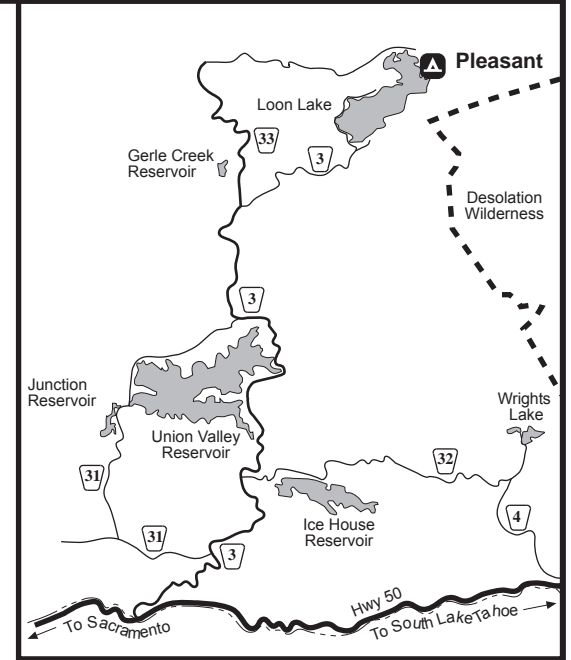 Pleasant
Loon Lake
33
3
Gerle Creek
Reservoir
Desolation
Wilderness
3
Junction
Reservoir
Union Valley
Reservoir
Wrights
Lake
32
31
4
Ice House
Reservoir
31
3
Hwy 50
To Sacramento
To South Lake Tahoe